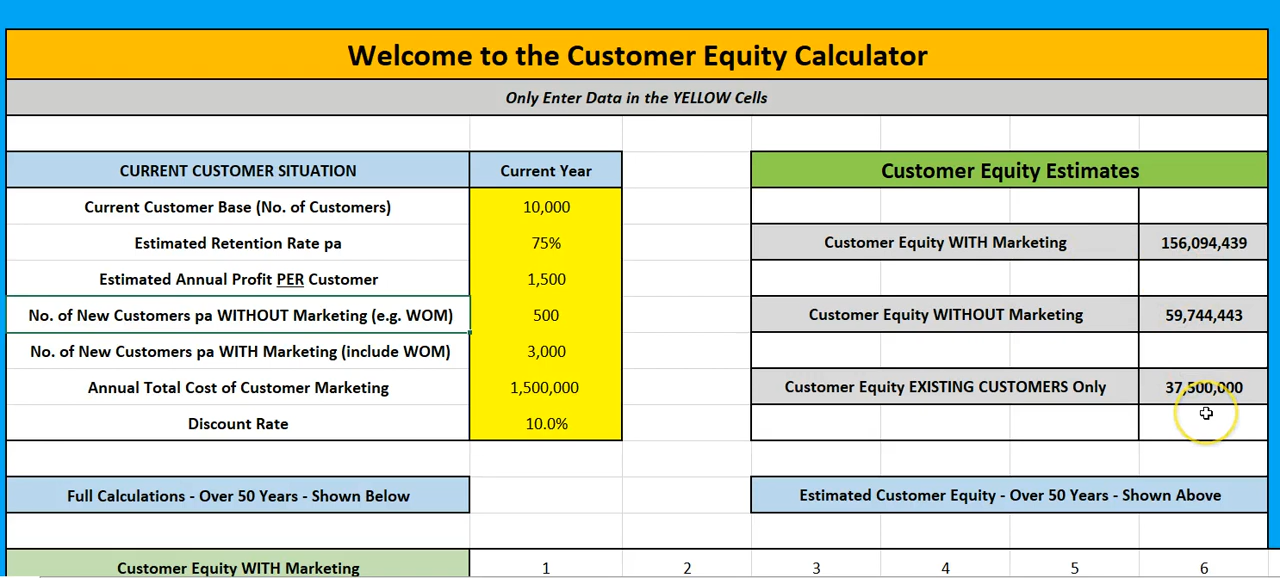 Welcome to the Customer Equity Calculator
Only Enter Data in the YELLOW Cells
CURRENT CUSTOMER SITUATION Current Year
Customer Equity Estimates
Current Customer Base (No. of Customers) 10,000
Estimated Retention Rate pa 75%
Customer Equity WITH Marketing 156,094,439
Estimated Annual Profit PER Customer 1,500
No. of New Customers pa WITHOUT Marketing (e.g. WOM) 500
Customer Equity WITHOUT Marketing 59,744,443
No. of New Customers pa WITH Marketing (include WOM) 3,000
Annual Total Cost of Customer Marketing 1,500,000
Customer Equity EXISTING CUSTOMERS Only 37,500,000
Discount Rate 10.0%
Full Calculations - Over 50 Years - Shown Below
Estimated Customer Equity - Over 50 Years - Shown Above
Customer Equity WITH Marketing 1 2 3 4 5 6